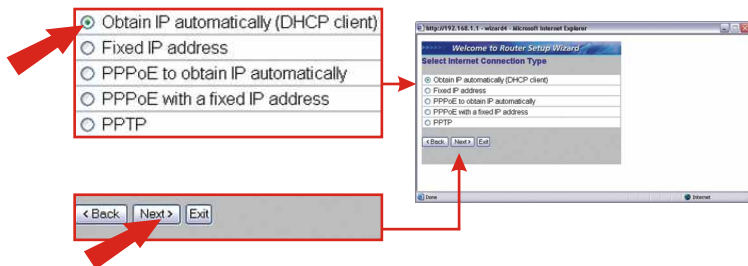 Obtain IP automatically (DHCP client)
Fixed IP address
PPPoE to obtain IP automatically
PPPoE with a fixed IP address
PPTP
< Back Next > Exit
http://192.168.1.1 - wizard4 - Microsoft Internet Explorer
Welcome to Router Setup Wizard
Select Internet Connection Type
Obtain IP automatically (DHCP client)
Fixed IP address
PPPoE to obtain IP automatically
PPPoE with a fixed IP address
PPTP
< Back Next > Exit
Done Internet